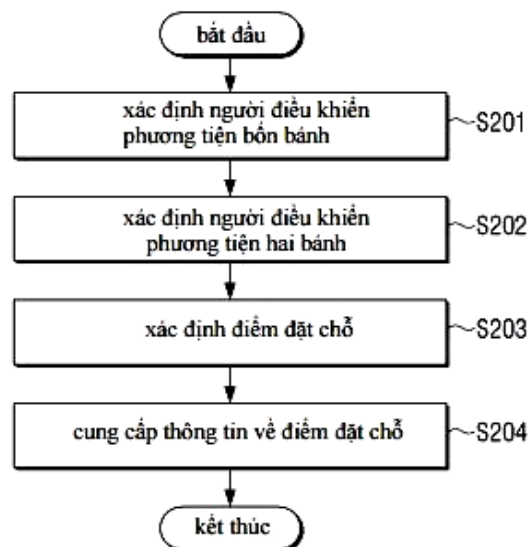 bắt đầu
xác định người điều khiển
phương tiện bốn bánh
S201
xác định người điều khiển
phương tiện hai bánh
S202
xác định điểm đặt chỗ
S203
cung cấp thông tin về điểm đặt chỗ
S204
kết thúc